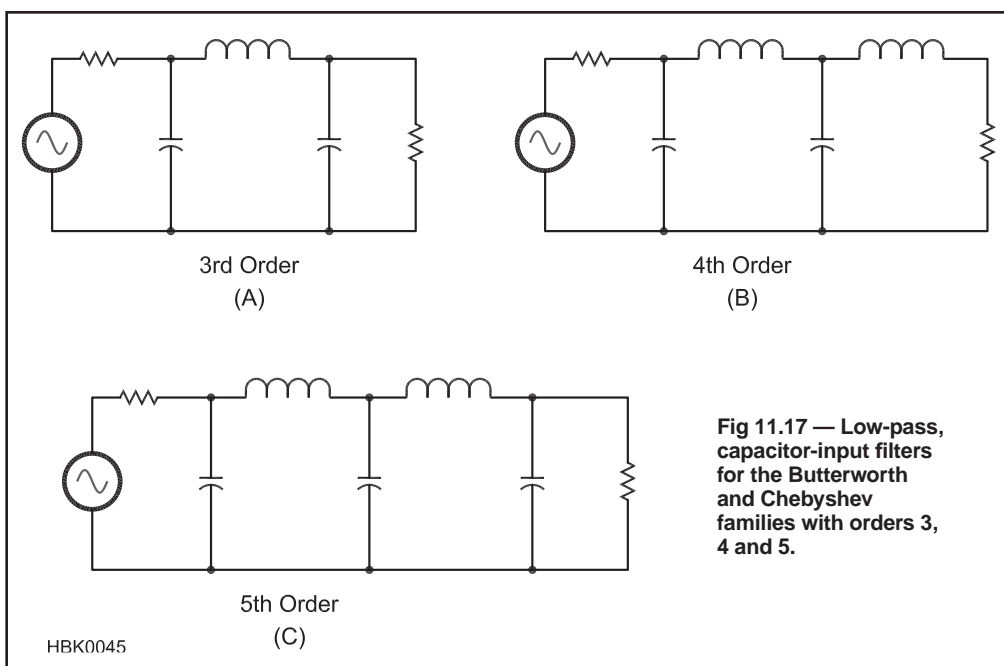 3rd Order
(A)
4th Order
(B)
5th Order
(C)
Fig 11.17 — Low-pass,
capacitor-input filters
for the Butterworth
and Chebyshev
families with orders 3,
4 and 5.
HBK0045